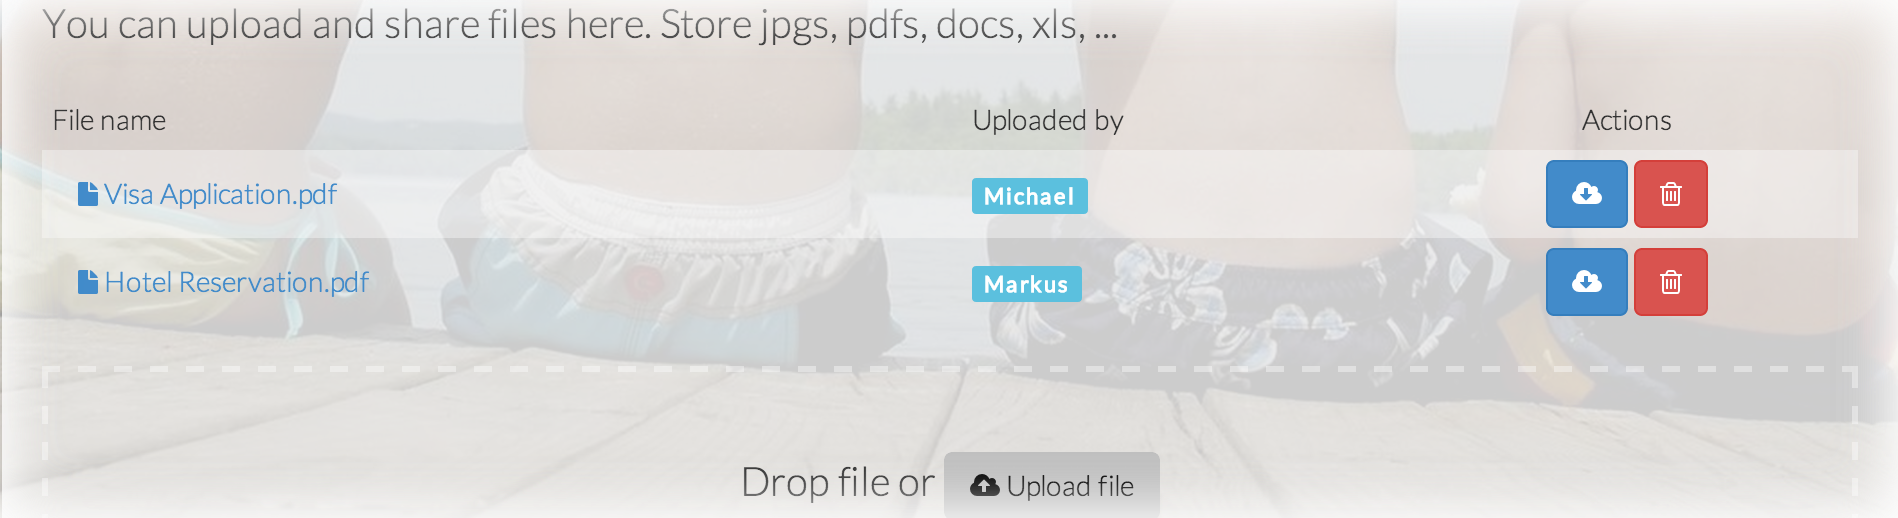 You can upload and share files here. Store jpgs, pdfs, docs, xls, ...
File name Uploaded by Actions
Visa Application.pdf Michael
Hotel Reservation.pdf Markus
Drop file or Upload file